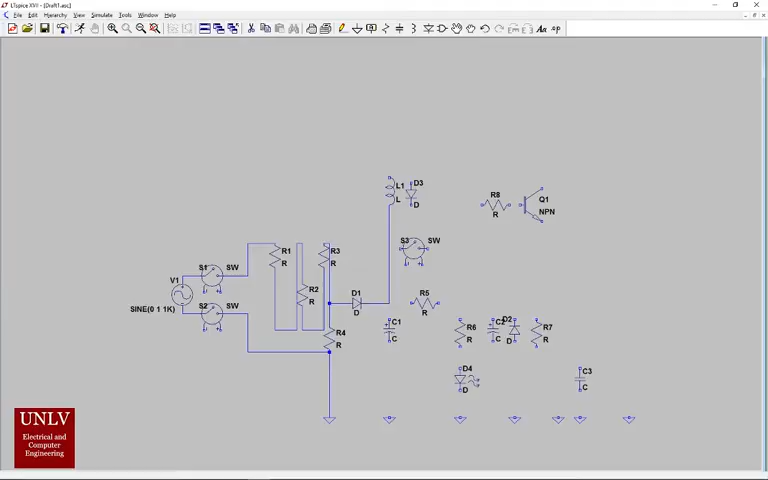 LTspice XVII - [Draft1.asc]
File Edit Hierarchy View Simulate Tools Window Help
L1
L
D3
D
R8
R
Q1
NPN
S3 SW
S1 SW
R1
R
R3
R
V1
SINE(0 1 1K)
R2
R
D1
D
R5
R
S2 SW
R4
R
C1
C
R6
R
C2
C
D2
D
R7
R
D4
D
C3
C
UNLV
Electrical and
Computer
Engineering